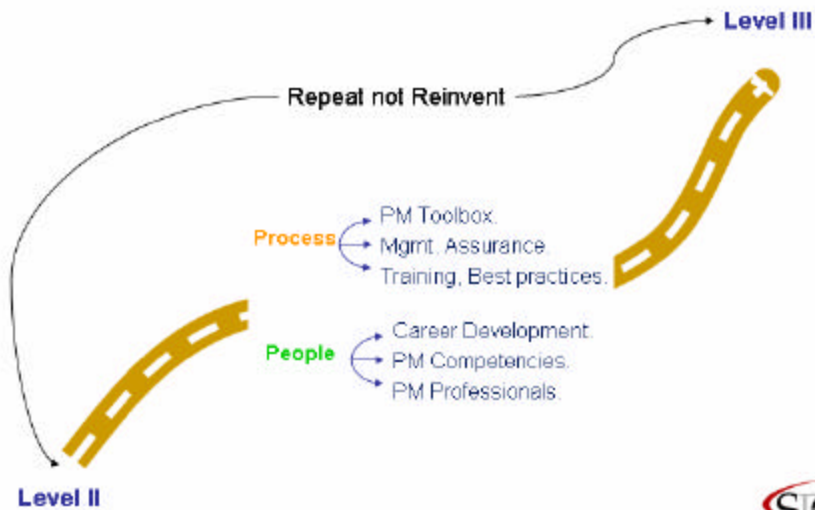 Level III
Repeat not Reinvent
Process
PM Toolbox.
Mgmt. Assurance.
Training, Best practices.
People
Career Development.
PM Competencies.
PM Professionals.
Level II